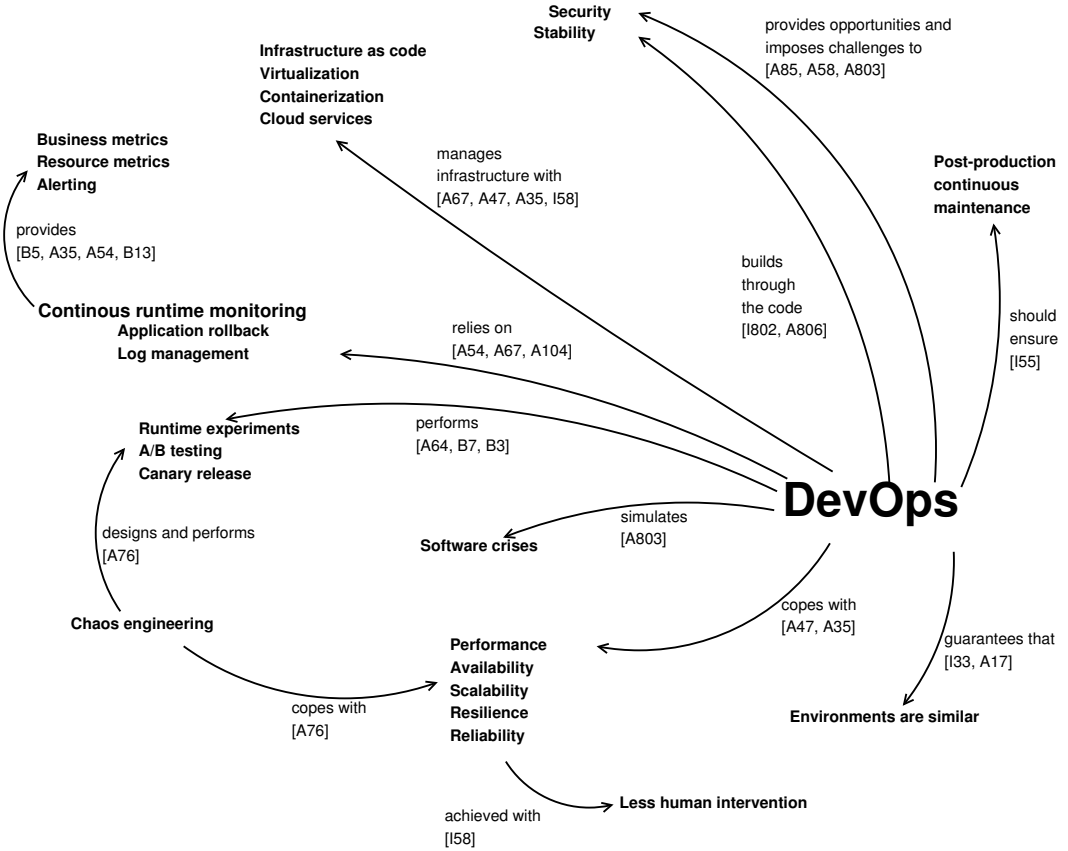 Security
Stability
provides opportunities and
imposes challenges to
[A85, A58, A803]
Infrastructure as code
Virtualization
Containerization
Cloud services
Business metrics
Resource metrics
Alerting
manages
infrastructure with
[A67, A47, A35, I58]
Post-production
continuous
maintenance
provides
[B5, A35, A54, B13]
builds
through
the code
[I802, A806]
Continous runtime monitoring
Application rollback
Log management
relies on
[A54, A67, A104]
should
ensure
[I55]
Runtime experiments
A/B testing
Canary release
performs
[A64, B7, B3]
DevOps
designs and performs
[A76]
Software crises
simulates
[A803]
Chaos engineering
copes with
[A47, A35]
Performance
Availability
Scalability
Resilience
Reliability
guarantees that
[I33, A17]
copes with
[A76]
Environments are similar
achieved with
[I58]
Less human intervention